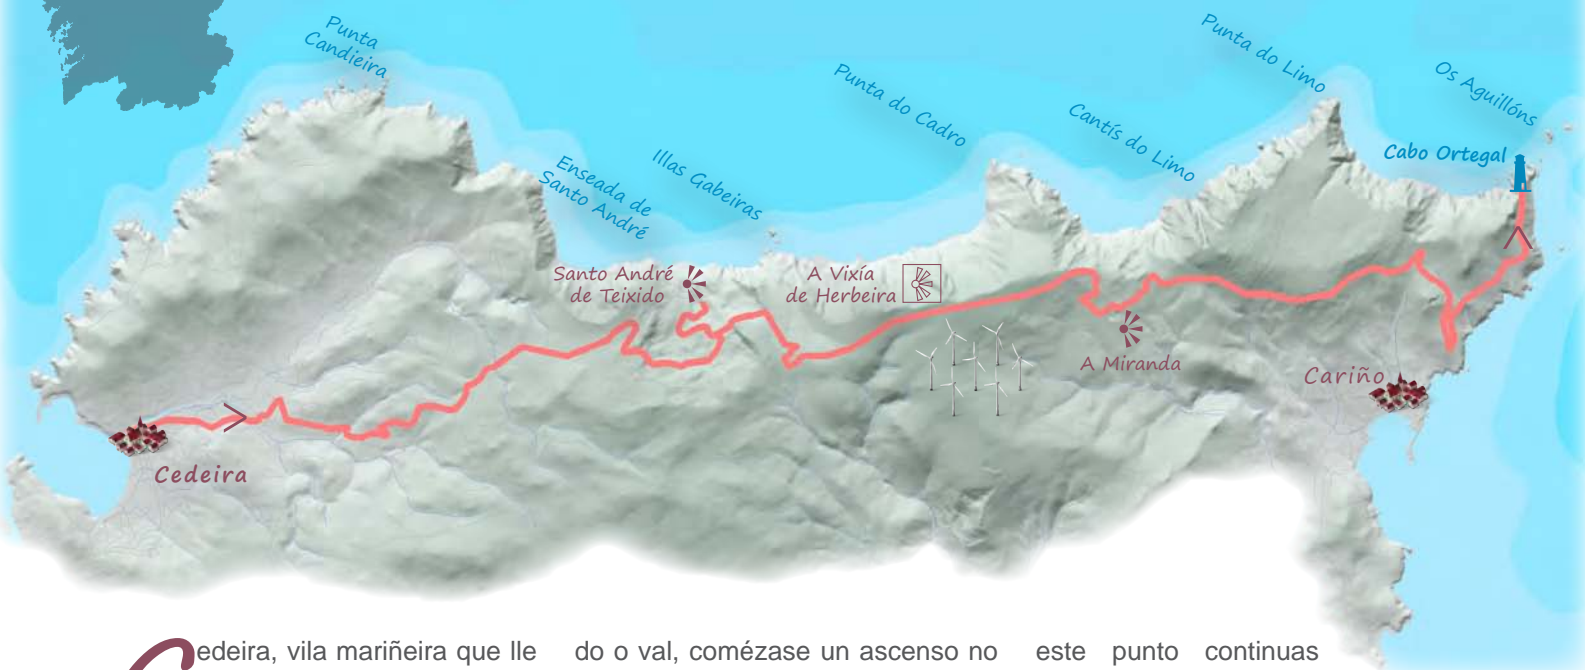 Punta
Candieira
Enseada de
Santo André
Illas Gabeiras
Punta do Cadro
Cantís do Limo
Punta do Limo
Os Aguillóns
Cabo Ortegal
Santo André
de Teixido
A Vixía
de Herbeira
A Miranda
Cariño
Cedeira
Cedeira, vila mariñeira que lle
do o val, comézase un ascenso no
este punto continuas